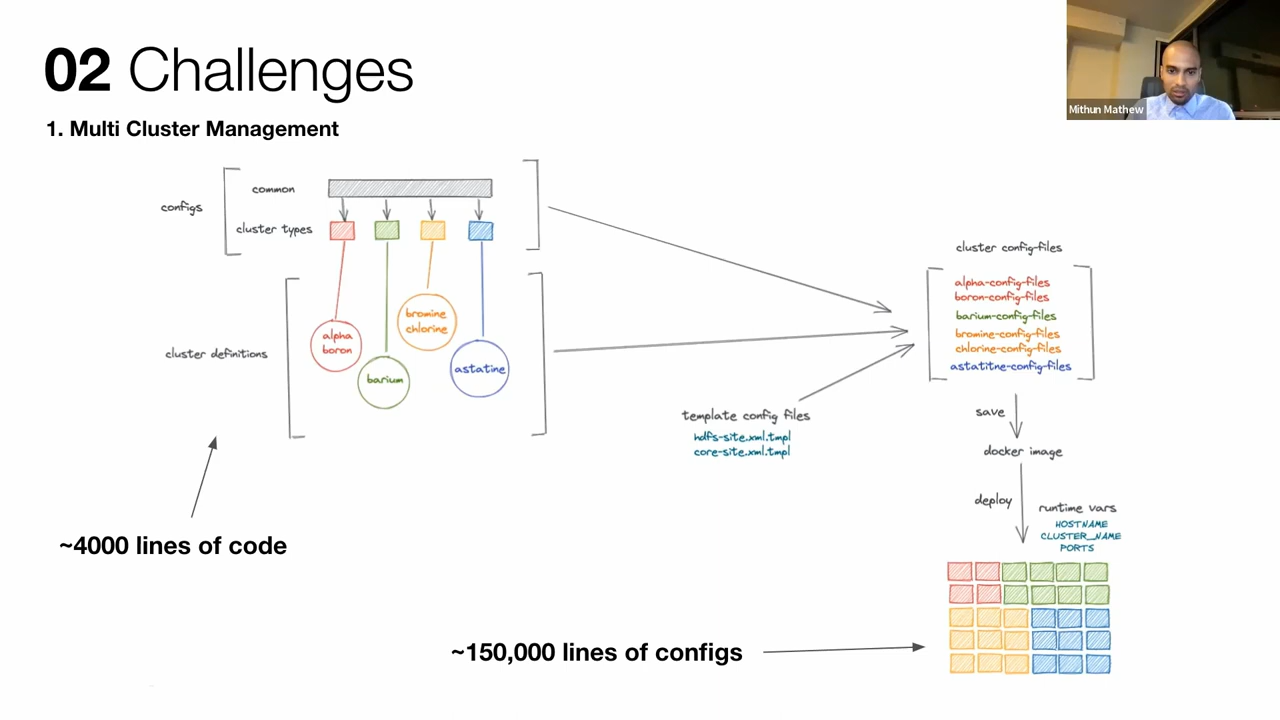 02 Challenges
Mithun Mathew
1. Multi Cluster Management
configs
common
cluster types
cluster definitions
alpha
boron
barium
bromine
chlorine
astatine
~4000 lines of code
template config files
hdfs-site.xml.tmpl
core-site.xml.tmpl
cluster config-files
alpha-config-files
boron-config-files
barium-config-files
bromine-config-files
chlorine-config-files
astatitne-config-files
save
docker image
deploy
runtime vars
HOSTNAME
CLUSTER_NAME
PORTS
~150,000 lines of configs